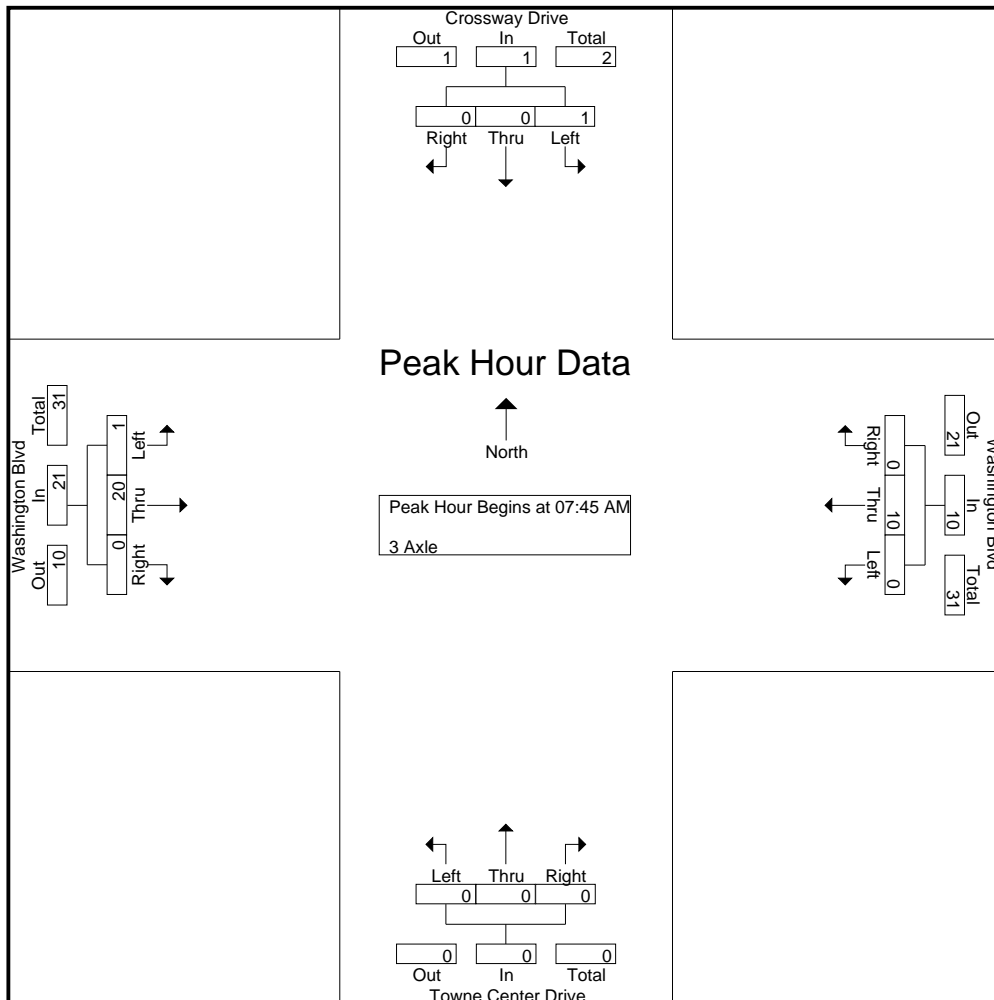 Crossway Drive
Out In Total
1 1 2
0 0 1
Right Thru Left
Peak Hour Data
North
Peak Hour Begins at 07:45 AM
3 Axle
Washington Blvd
Total In Out
31 21 10
1 20 0
Left Thru Right
Washington Blvd
Out In Total
21 10 31
0 10 0
Right Thru Left
Left Thru Right
0 0 0
0 0 0
Out In Total
Towne Center Drive